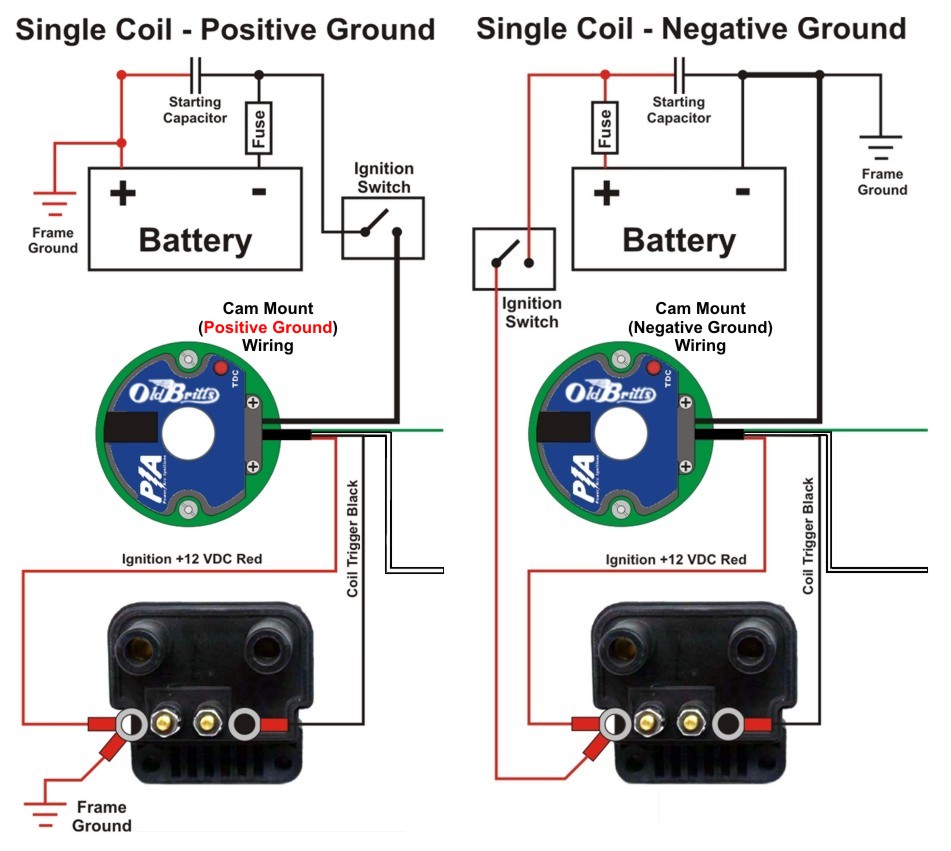 Single Coil - Positive Ground
Starting
Capacitor
Fuse
Ignition
Switch
+ -
Battery
Frame
Ground
Cam Mount
(Positive Ground)
Wiring
TDC
OldBritts
PAI
Ignition +12 VDC Red
Coil Trigger Black
Frame
Ground
Single Coil - Negative Ground
Fuse
Starting
Capacitor
Frame
Ground
+ -
Battery
Ignition
Switch
Cam Mount
(Negative Ground)
Wiring
TDC
OldBritts
Ignition +12 VDC Red
Coil Trigger Black